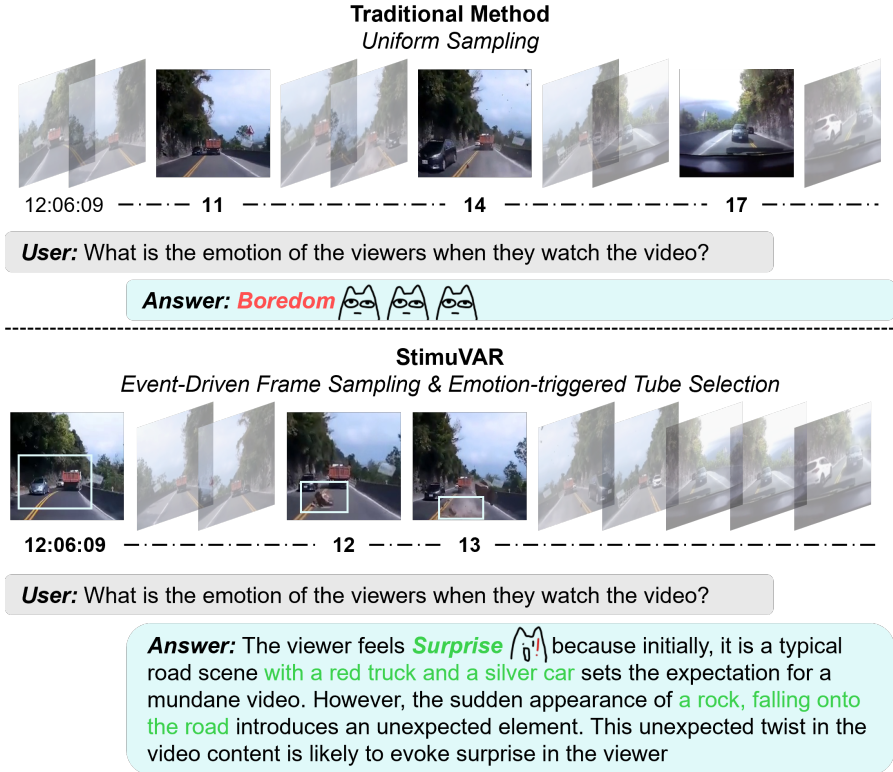 Traditional Method
Uniform Sampling
12:06:09 11 14 17
User: What is the emotion of the viewers when they watch the video?
Answer: Boredom
StimuVAR
Event-Driven Frame Sampling & Emotion-triggered Tube Selection
12:06:09 12 13
User: What is the emotion of the viewers when they watch the video?
Answer: The viewer feels Surprise because initially, it is a typical
road scene with a red truck and a silver car sets the expectation for a
mundane video. However, the sudden appearance of a rock, falling onto
the road introduces an unexpected element. This unexpected twist in the
video content is likely to evoke surprise in the viewer